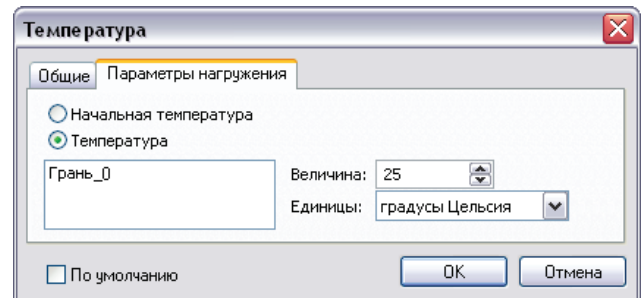 Температура
Общие Параметры нагружения
Начальная температура
Температура
Грань_0
Величина: 25
Единицы: градусы Цельсия
По умолчанию OK Отмена